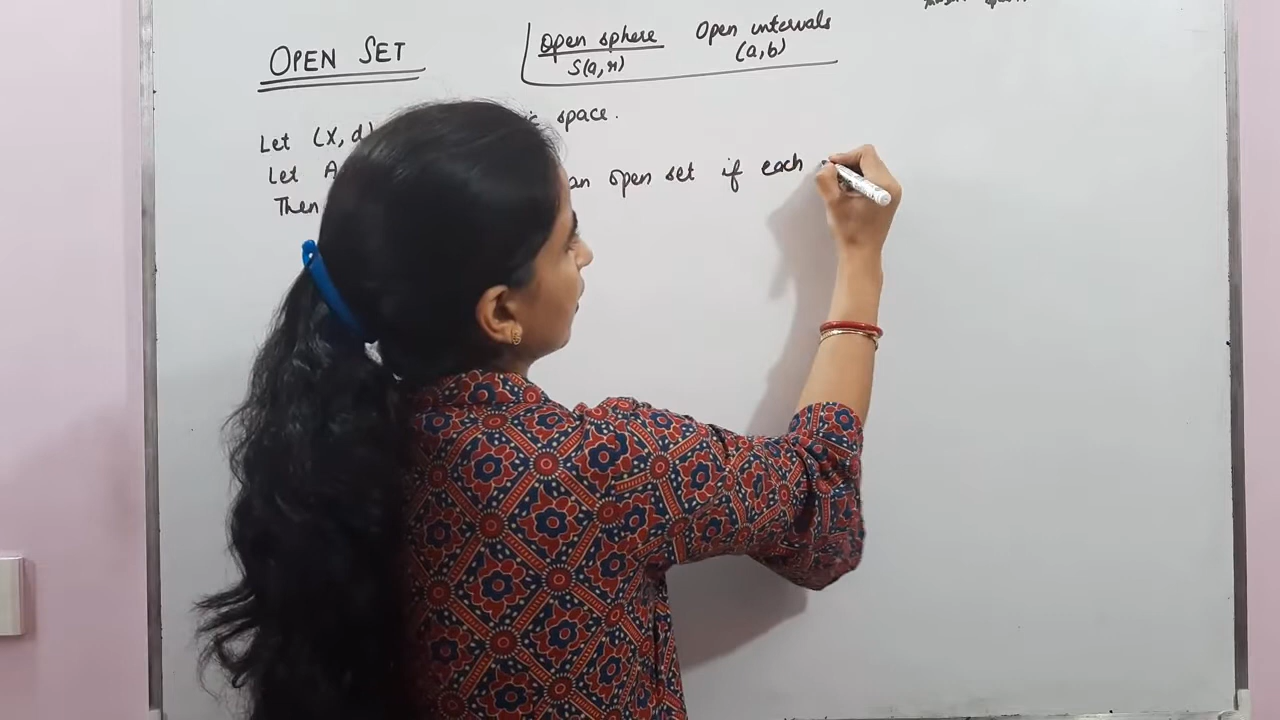 OPEN SET
Open sphere Open intervals
S(a, r) (a, b)
Let (X, d) space.
Let A
Then an open set if each